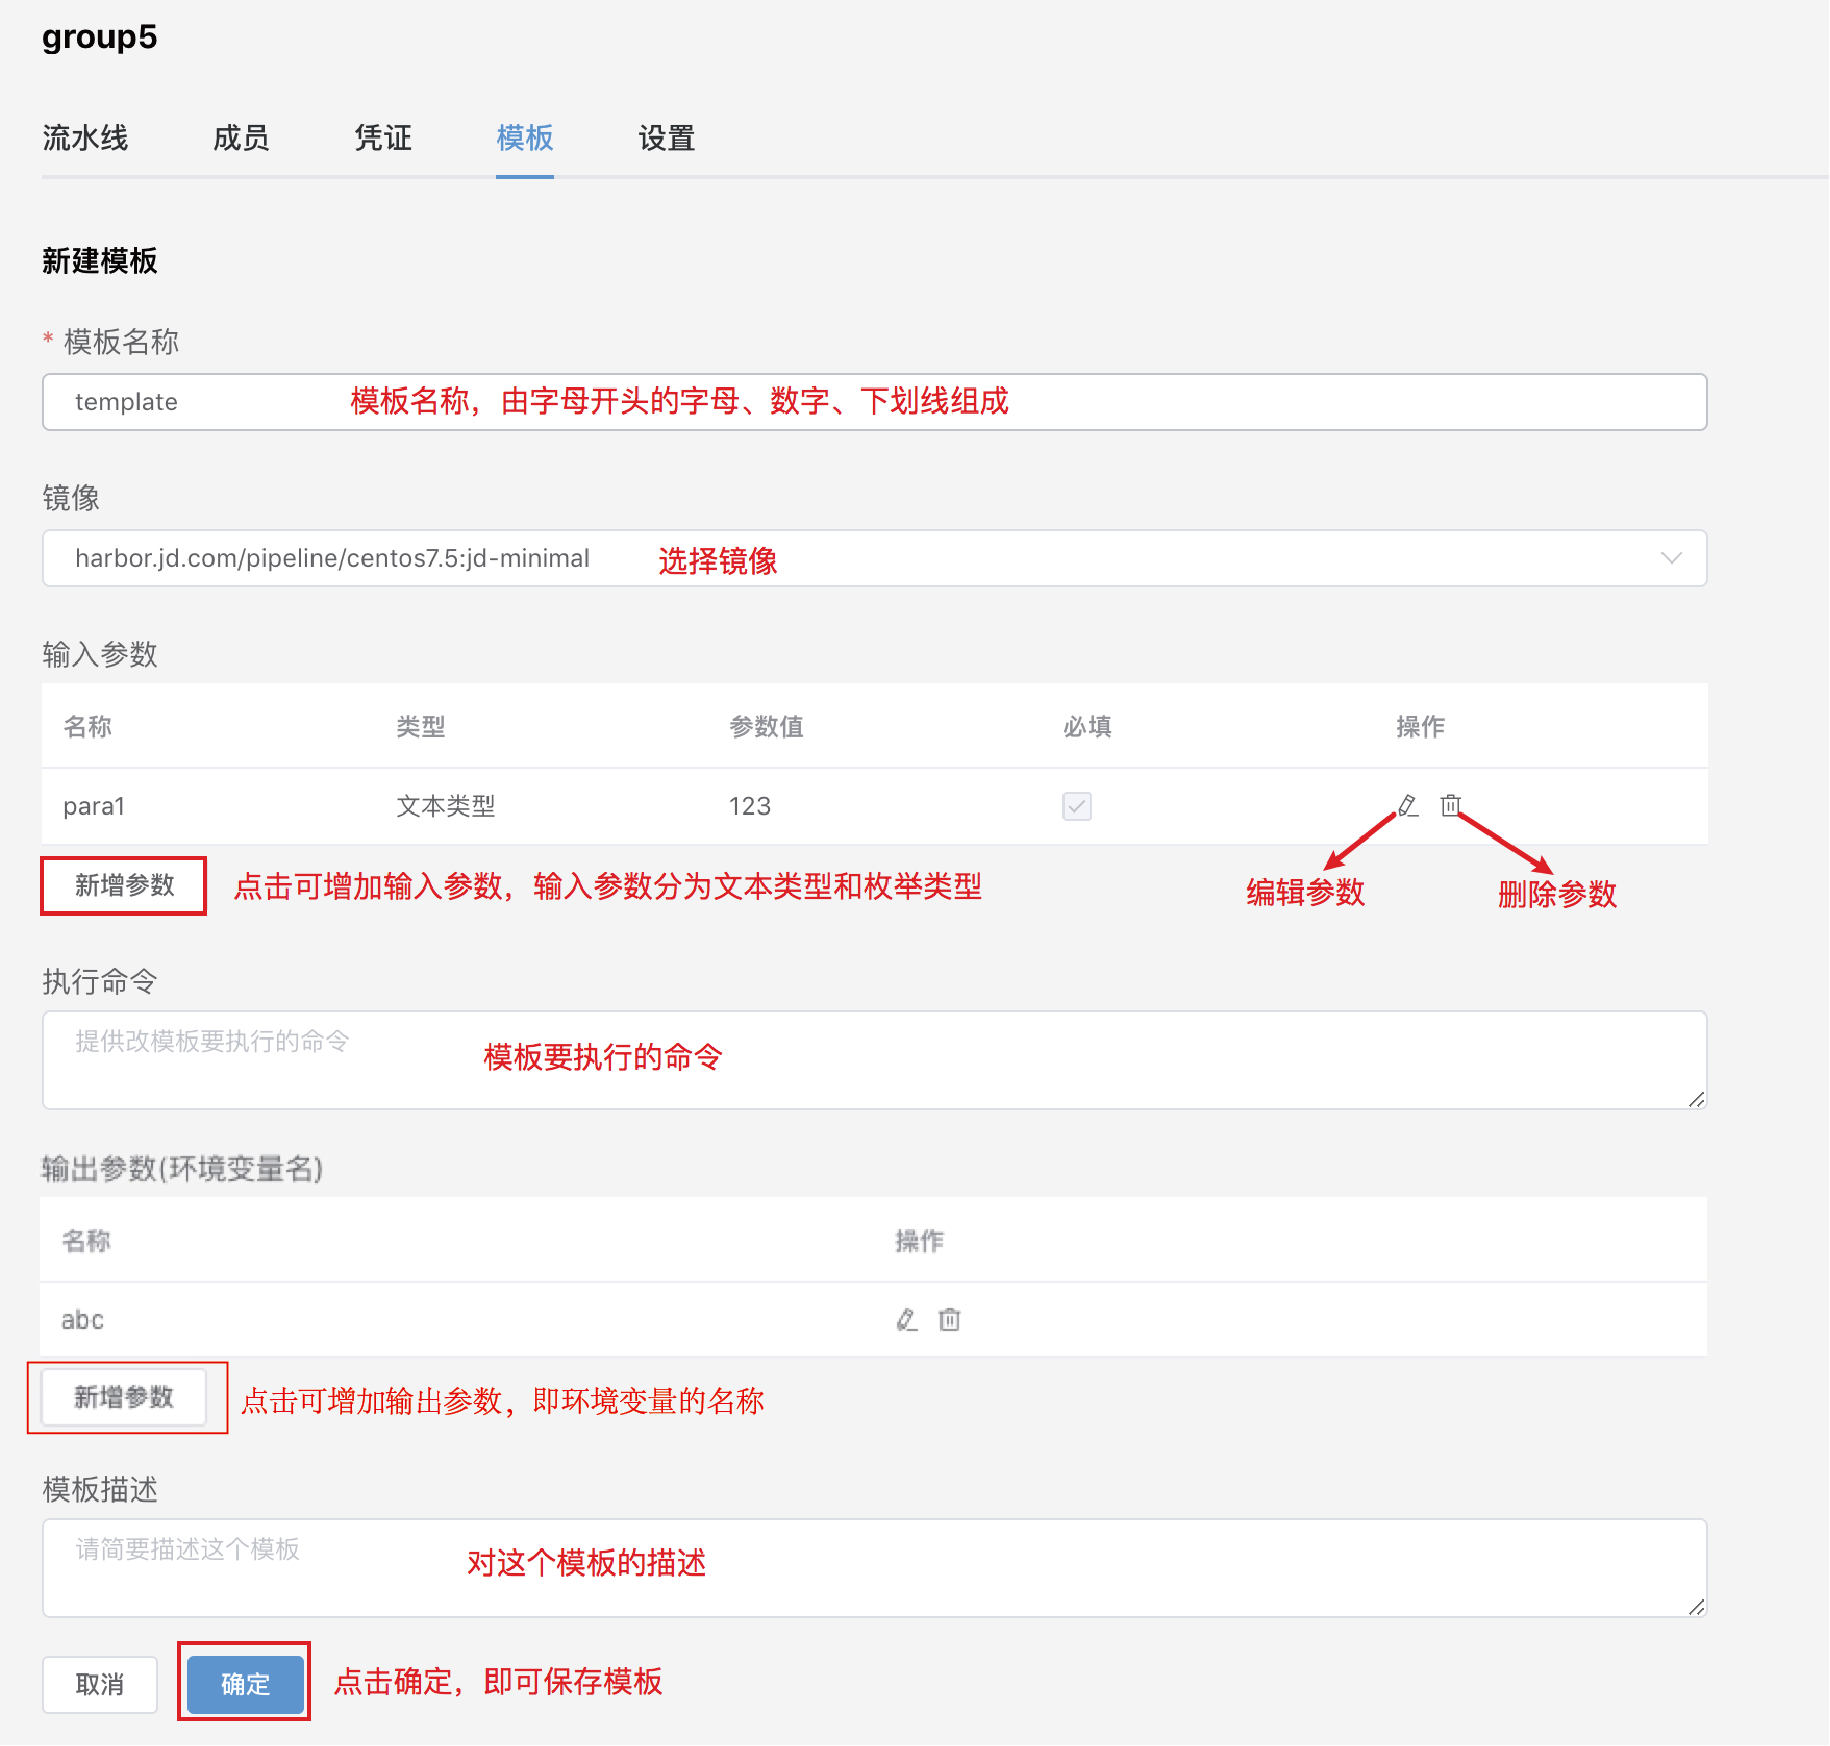 group5
流水线 成员 凭证 模板 设置
新建模板
* 模板名称
template 模板名称，由字母开头的字母、数字、下划线组成
镜像
harbor.jd.com/pipeline/centos7.5:jd-minimal 选择镜像
输入参数
名称 类型 参数值 必填 操作
para1 文本类型 123
新增参数 点击可增加输入参数，输入参数分为文本类型和枚举类型 编辑参数 删除参数
执行命令
提供改模板要执行的命令 模板要执行的命令
输出参数(环境变量名)
名称 操作
abc
新增参数 点击可增加输出参数，即环境变量的名称
模板描述
请简要描述这个模板 对这个模板的描述
取消 确定 点击确定，即可保存模板